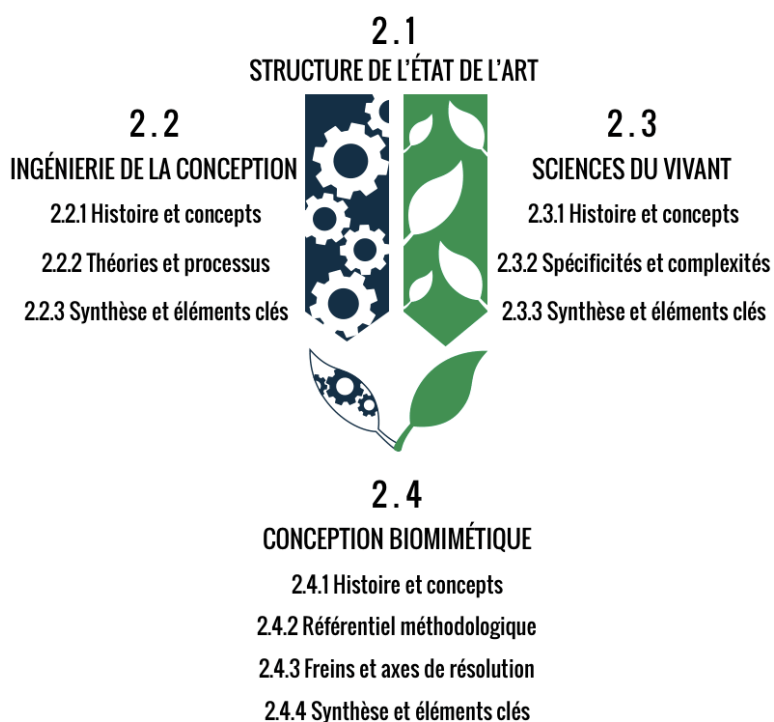 2.1
STRUCTURE DE L'ÉTAT DE L'ART
2.2
INGÉNIERIE DE LA CONCEPTION
2.2.1 Histoire et concepts
2.2.2 Théories et processus
2.2.3 Synthèse et éléments clés
2.3
SCIENCES DU VIVANT
2.3.1 Histoire et concepts
2.3.2 Spécificités et complexités
2.3.3 Synthèse et éléments clés
2.4
CONCEPTION BIOMIMÉTIQUE
2.4.1 Histoire et concepts
2.4.2 Référentiel méthodologique
2.4.3 Freins et axes de résolution
2.4.4 Synthèse et éléments clés